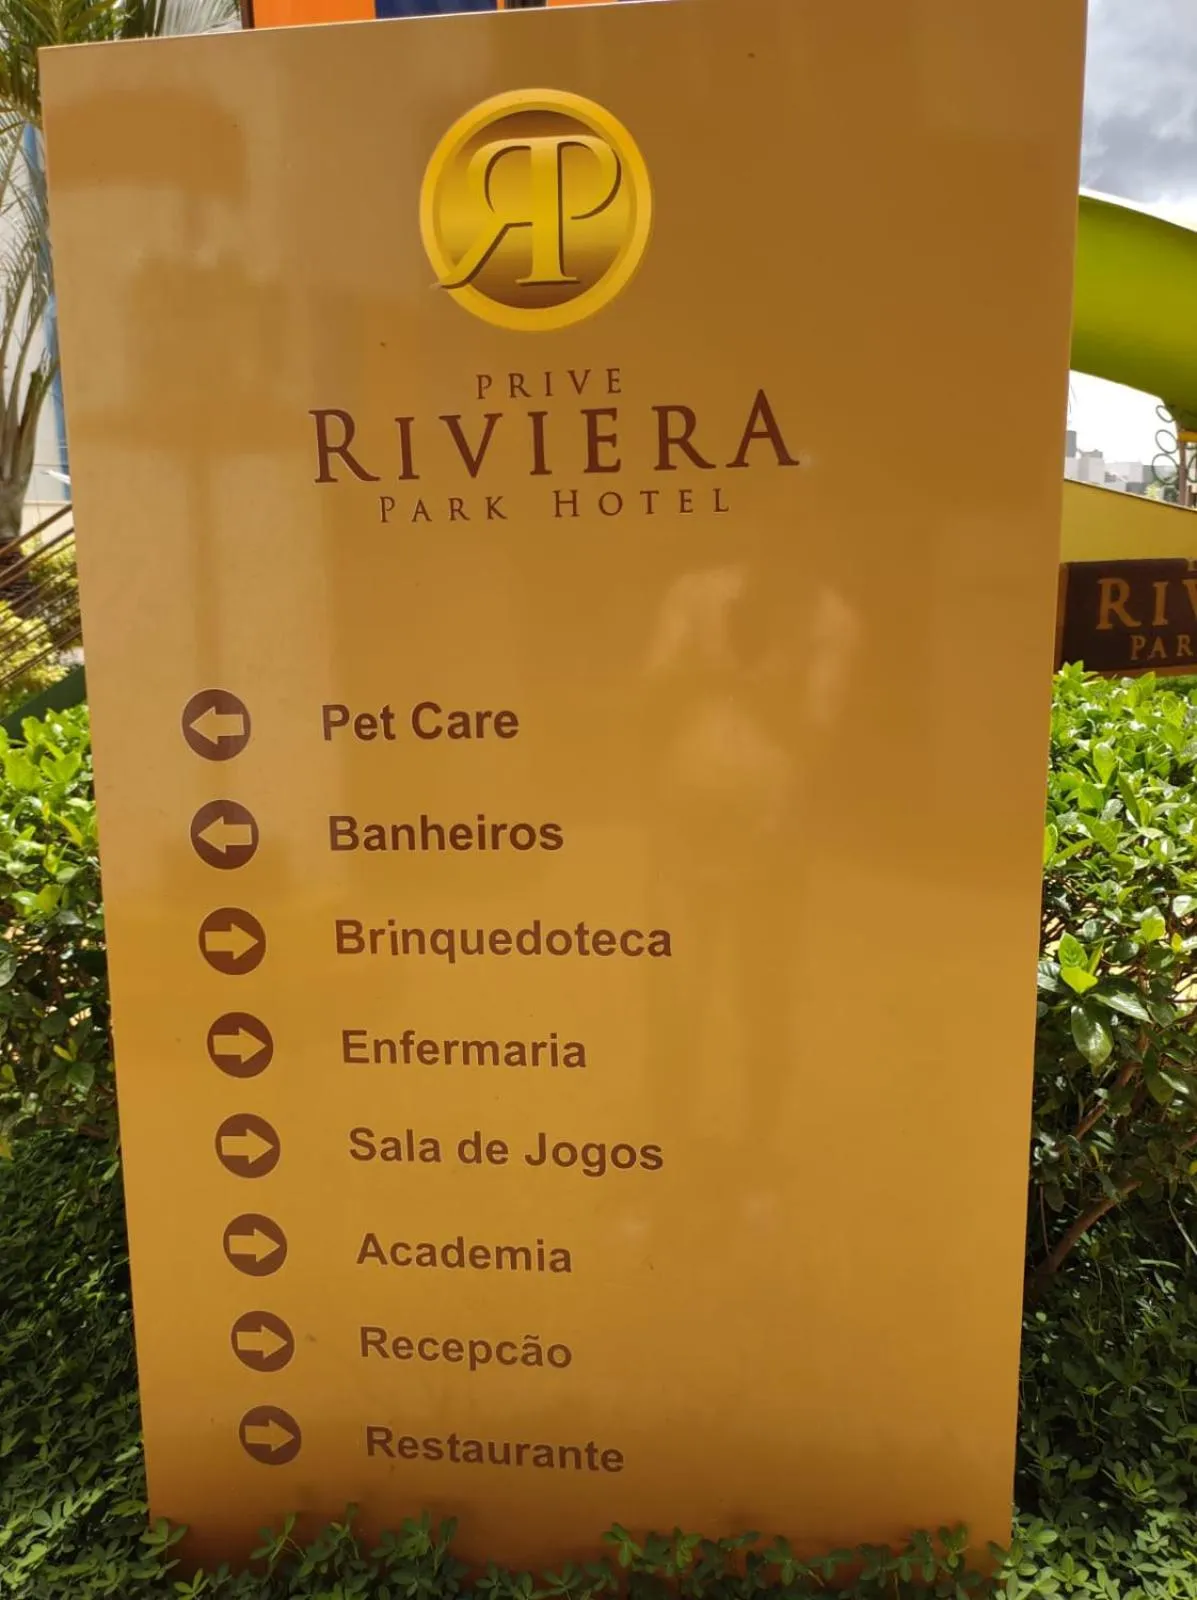 RP
PRIVE
RIVIERA
PARK HOTEL
Pet Care
Banheiros
Brinquedoteca
Enfermaria
Sala de Jogos
Academia
Recepcão
Restaurante